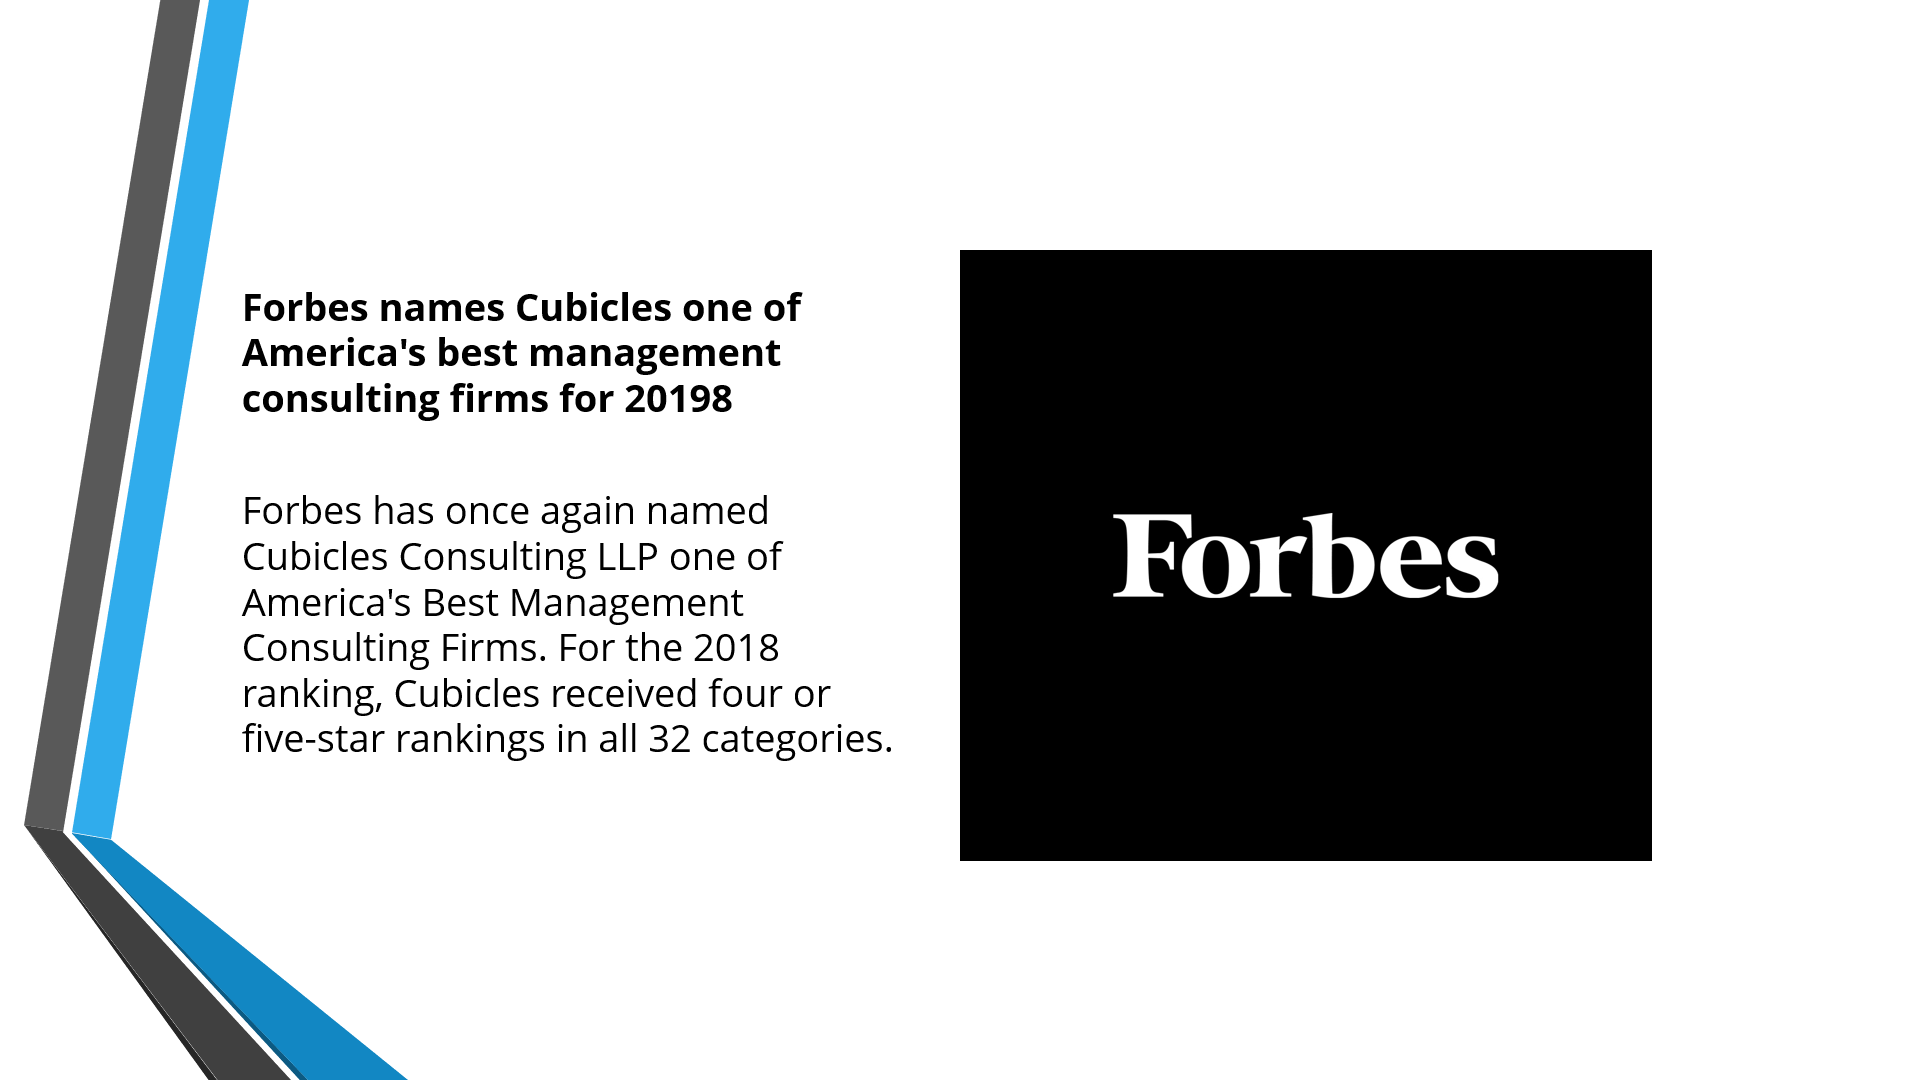 Forbes names Cubicles one of
America's best management
consulting firms for 20198
Forbes has once again named
Cubicles Consulting LLP one of
America's Best Management
Consulting Firms. For the 2018
ranking, Cubicles received four or
five-star rankings in all 32 categories.
Forbes